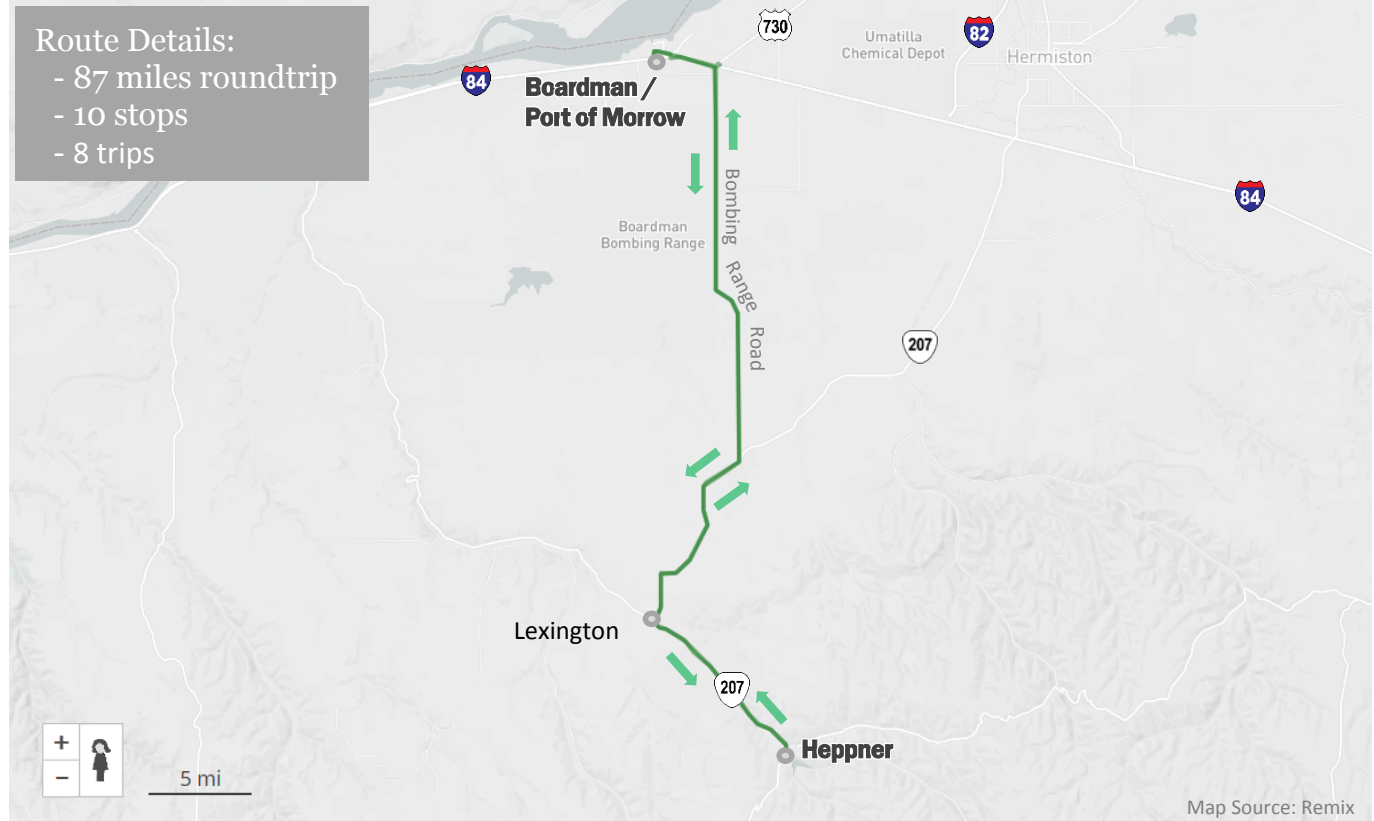 Route Details:
- 87 miles roundtrip
- 10 stops
- 8 trips
730
Umatilla
Chemical Depot
82
Hermiston
84
Boardman /
Port of Morrow
84
Bombing Range Road
Boardman
Bombing Range
207
Lexington
207
Heppner
+
−
5 mi
Map Source: Remix